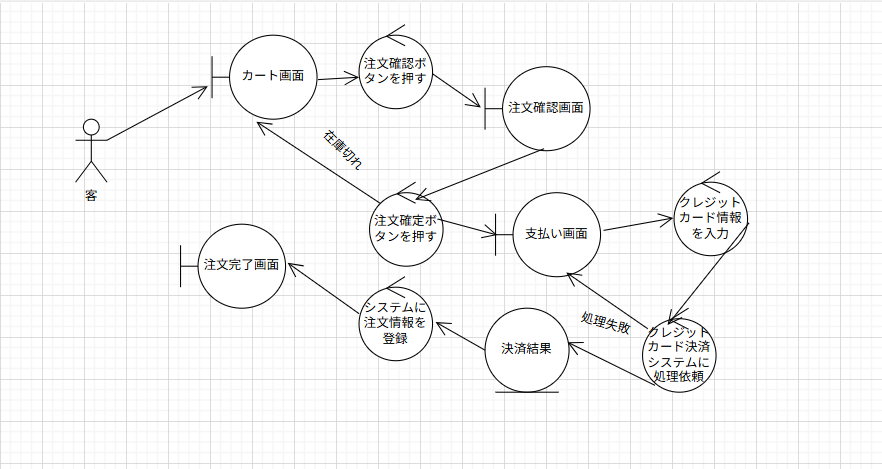 カート画面
注文確認ボ
タンを押す
注文確認画面
客
在庫切れ
注文確定ボ
タンを押す
支払い画面
クレジット
カード情報
を入力
注文完了画面
システムに
注文情報を
登録
決済結果
処理失敗
クレジット
カード決済
システムに
処理依頼